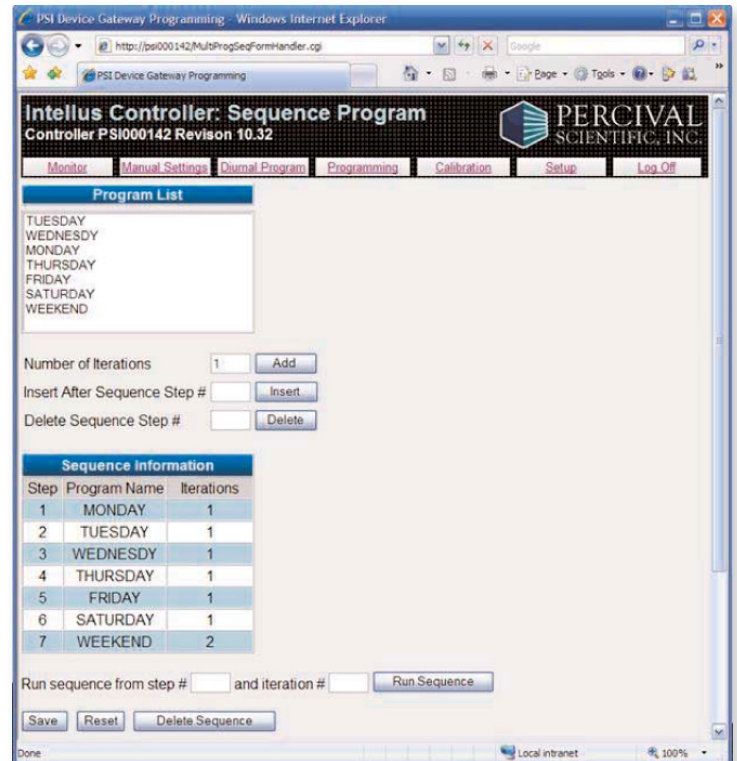 PSI Device Gateway Programming - Windows Internet Explorer
http://psi000142/MultProgSeqFormHandler.cgi
Google
PSI Device Gateway Programming
Page
Tools
Intellus Controller: Sequence Program
Controller PSI000142 Revison 10.32
PERCIVAL
SCIENTIFIC, INC.
Monitor Manual Settings Diurnal Program Programming Calibration Setup Log Off
Program List
TUESDAY
WEDNESDY
MONDAY
THURSDAY
FRIDAY
SATURDAY
WEEKEND
Number of Iterations 1 Add
Insert After Sequence Step # Insert
Delete Sequence Step # Delete
Sequence Information
Step Program Name Iterations
1 MONDAY 1
2 TUESDAY 1
3 WEDNESDY 1
4 THURSDAY 1
5 FRIDAY 1
6 SATURDAY 1
7 WEEKEND 2
Run sequence from step # and iteration # Run Sequence
Save Reset Delete Sequence
Done Local intranet 100%